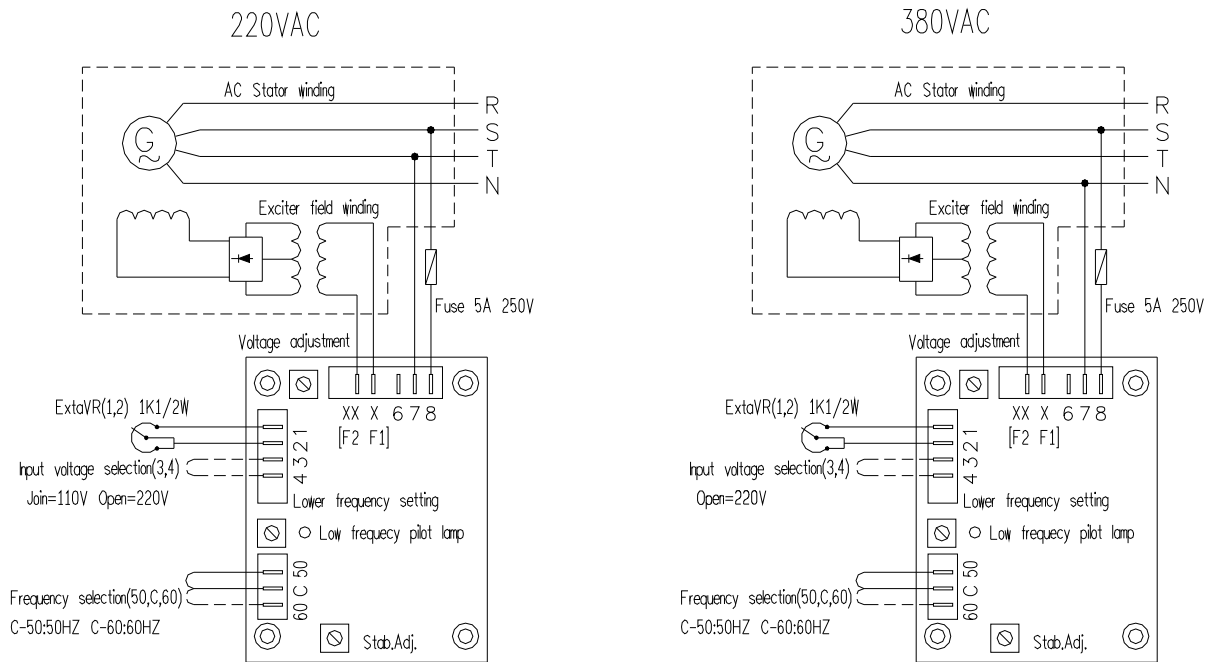 220VAC
AC Stator winding
G
R
S
T
N
Exciter field winding
Fuse 5A 250V
Voltage adjustment
XX X 6 7 8
[F2 F1]
ExtaVR(1,2) 1K1/2W
4 3 2 1
Input voltage selection(3,4)
Join=110V Open=220V
Lower frequency setting
Low frequecy pilot lamp
60 C 50
Frequency selection(50,C,60)
C-50:50HZ C-60:60HZ
Stab.Adj.
380VAC
AC Stator winding
G
R
S
T
N
Exciter field winding
Fuse 5A 250V
Voltage adjustment
XX X 6 7 8
[F2 F1]
ExtaVR(1,2) 1K1/2W
4 3 2 1
Input voltage selection(3,4)
Open=220V
Lower frequency setting
Low frequecy pilot lamp
60 C 50
Frequency selection(50,C,60)
C-50:50HZ C-60:60HZ
Stab.Adj.